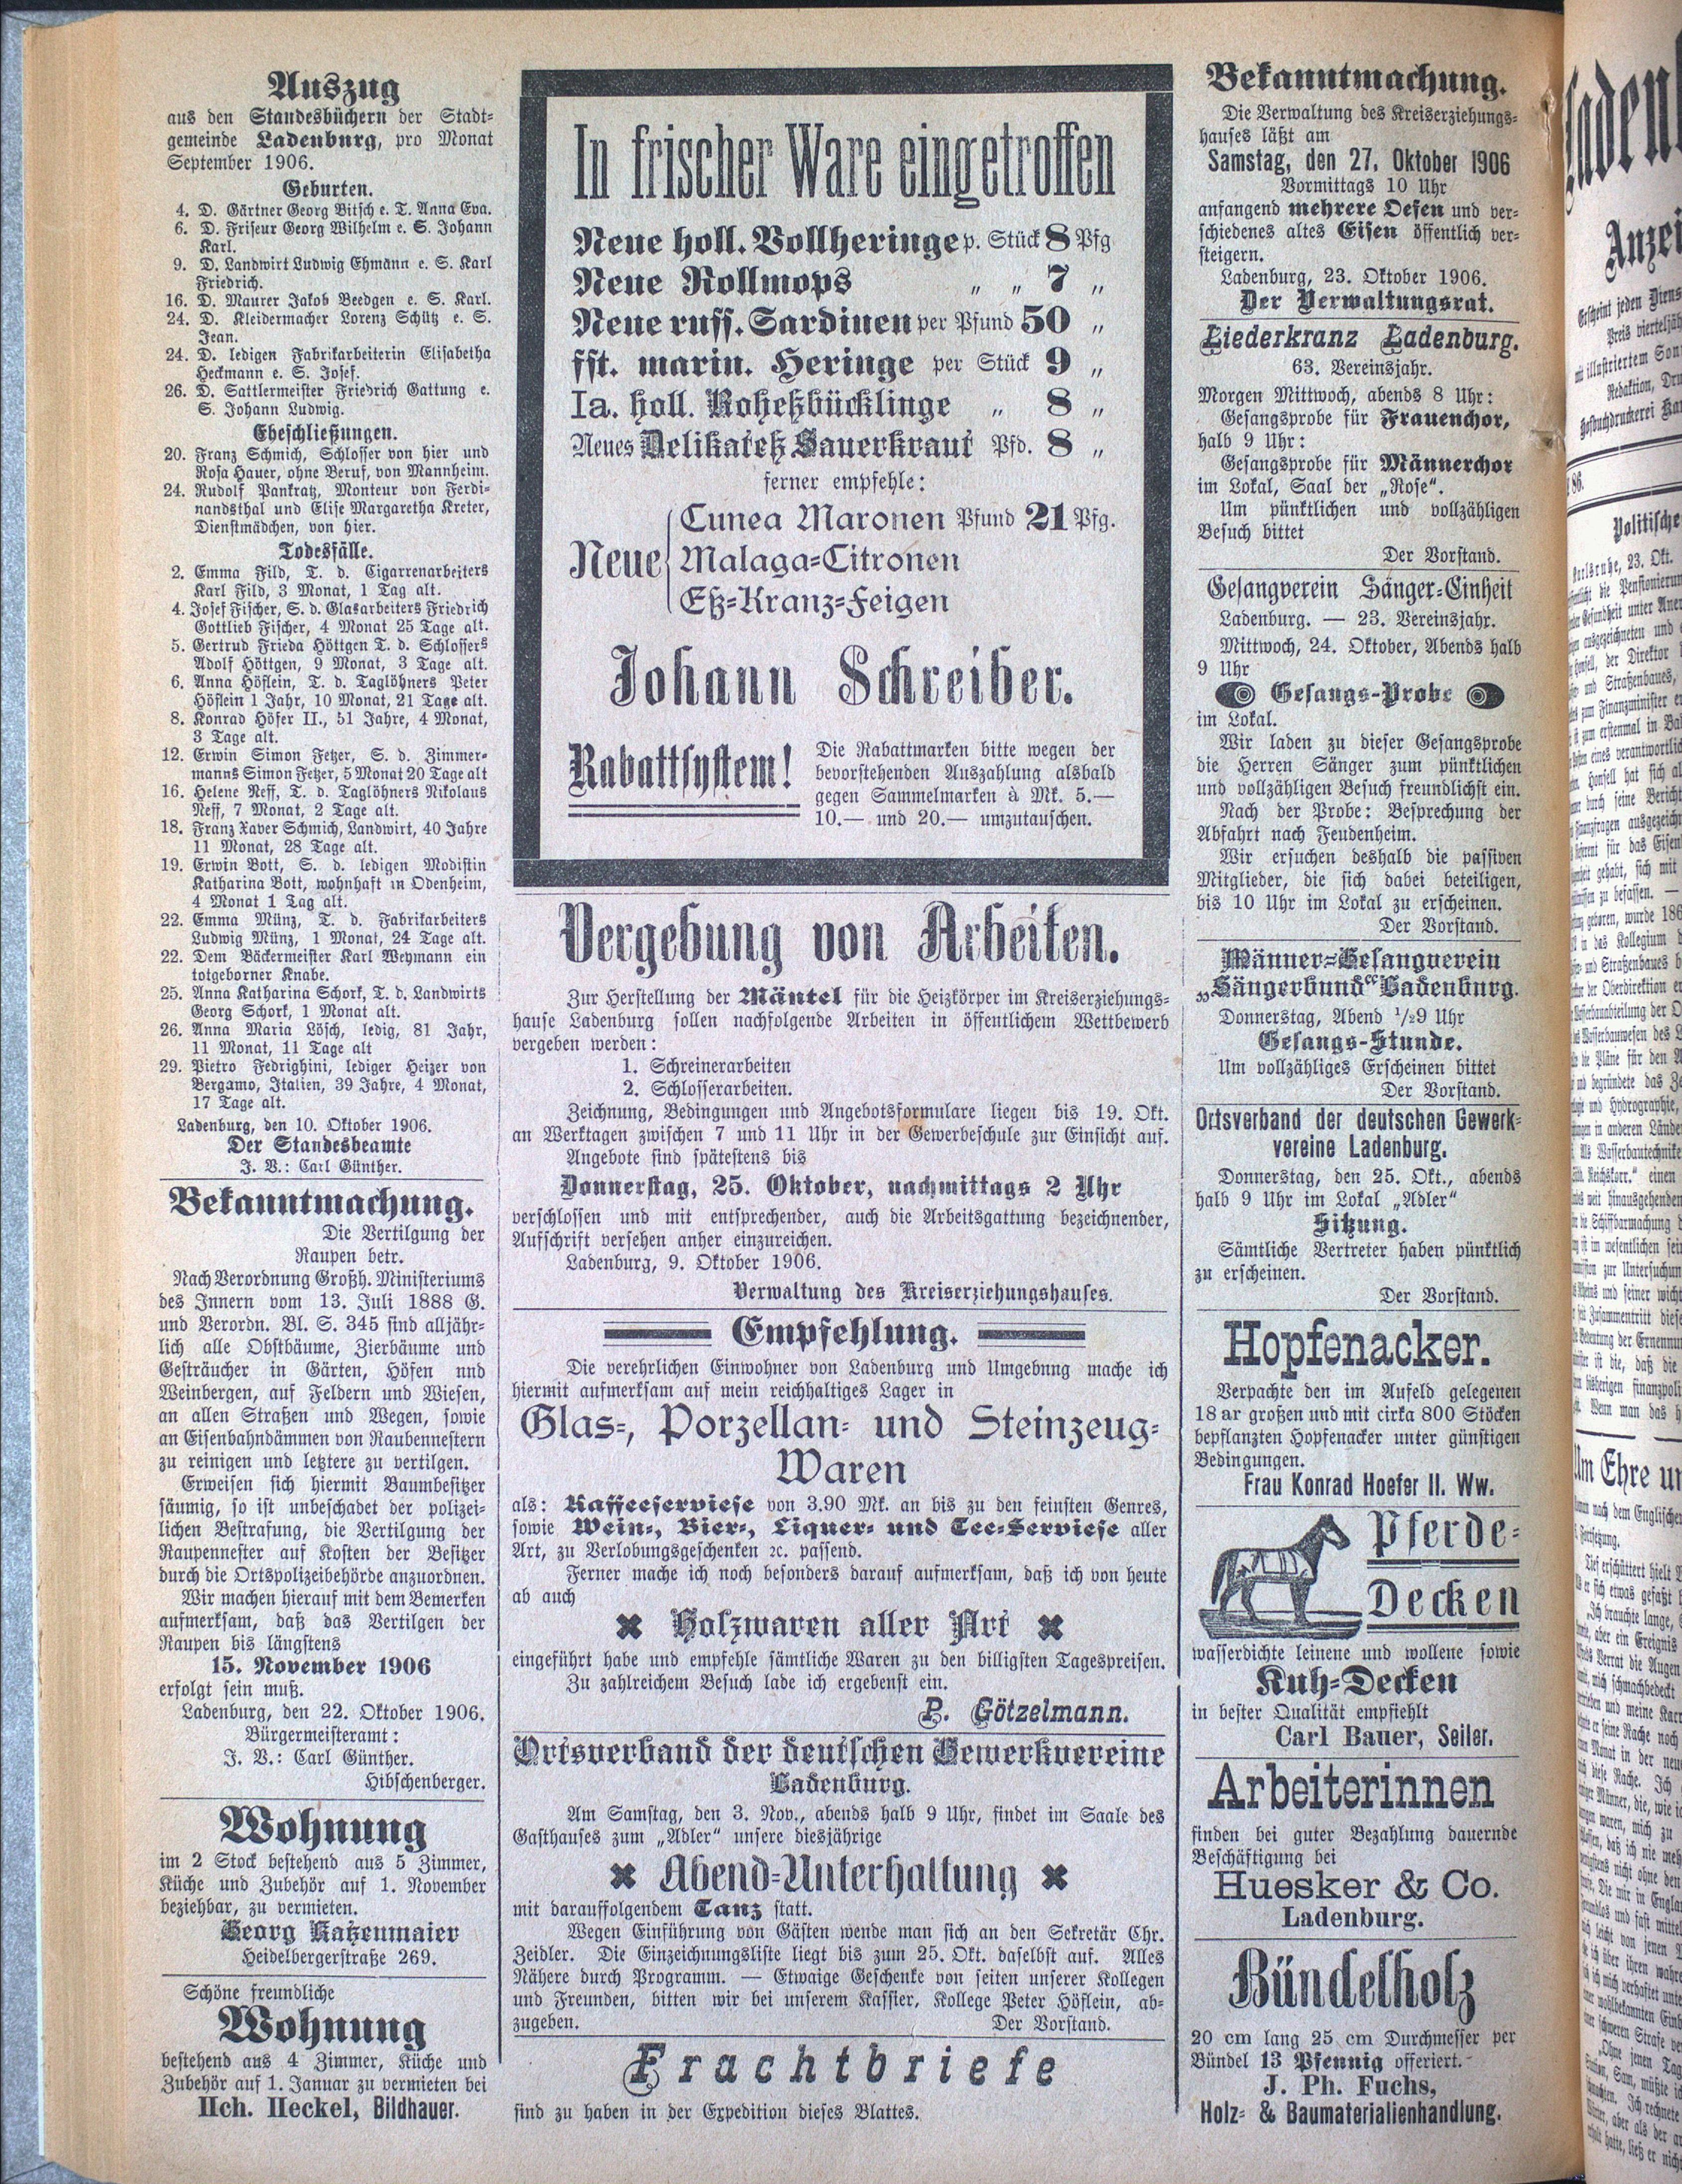 Auszug
aus den Standesbüchern der Stadt-
gemeinde Ladenburg, pro Monat
September 1906.
Geburten.
4. D. Gärtner Georg Bitsch e. T. Anna Eva.
6. D. Friseur Georg Wilhelm e. S. Johann
Karl.
9. D. Landwirt Ludwig Ehmann e. S. Karl
Friedrich.
16. D. Maurer Jakob Beedgen e. S. Karl.
24. D. Kleidermacher Lorenz Schütz e. S.
Jean.
24. D. ledigen Fabrikarbeiterin Elisabetha
Heckmann e. S. Josef.
26. D. Sattlermeister Friedrich Gattung e.
S. Johann Ludwig.
Eheschließungen.
20. Franz Schmich, Schlosser von hier und
Rosa Hauer, ohne Beruf, von Mannheim.
24. Rudolf Pankratz, Monteur von Ferdi-
nandsthal und Elise Margaretha Kreter,
Dienstmädchen, von hier.
Todesfälle.
2. Emma Fild, T. d. Cigarrenarbeiters
Karl Fild, 3 Monat, 1 Tag alt.
4. Josef Fischer, S. d. Glasarbeiters Friedrich
Gottlieb Fischer, 4 Monat 25 Tage alt.
5. Gertrud Frieda Höttgen T. d. Schlossers
Adolf Höttgen, 9 Monat, 3 Tage alt.
6. Anna Höflein, T. d. Taglöhners Peter
Höflein 1 Jahr, 10 Monat, 21 Tage alt.
8. Konrad Höfer II., 51 Jahre, 4 Monat,
3 Tage alt.
12. Erwin Simon Fetzer, S. d. Zimmer-
manns Simon Fetzer, 5 Monat 20 Tage alt
16. Helene Neff, T. d. Taglöhners Nikolaus
Neff, 7 Monat, 2 Tage alt.
18. Franz Xaver Schmich, Landwirt, 40 Jahre
11 Monat, 28 Tage alt.
19. Erwin Bott, S. d. ledigen Modistin
Katharina Bott, wohnhaft in Odenheim,
4 Monat 1 Tag alt.
22. Emma Münz, T. d. Fabrikarbeiters
Ludwig Münz, 1 Monat, 24 Tage alt.
22. Dem Bäckermeister Karl Weymann ein
totgeborner Knabe.
25. Anna Katharina Schork, T. d. Landwirts
Georg Schork, 1 Monat alt.
26. Anna Maria Lösch, ledig, 81 Jahr,
11 Monat, 11 Tage alt
29. Pietro Fedrighini, lediger Heizer von
Bergamo, Italien, 39 Jahre, 4 Monat,
17 Tage alt.
Ladenburg, den 10. Oktober 1906.
Der Standesbeamte
J. V.: Carl Günther.
Bekanntmachung.
Die Vertilgung der
Raupen betr.
Nach Verordnung Großh. Ministeriums
des Innern vom 13. Juli 1888 G.
und Verordn. Bl. S. 345 sind alljähr-
lich alle Obstbäume, Zierbäume und
Gesträucher in Gärten, Höfen nnd
Weinbergen, auf Feldern und Wiesen,
an allen Straßen und Wegen, sowie
an Eisenbahndämmen von Raubennestern
zu reinigen und letztere zu vertilgen.
Erweisen sich hiermit Baumbesitzer
säumig, so ist unbeschadet der polizei-
lichen Bestrafung, die Vertilgung der
Raupennester auf Kosten der Besitzer
durch die Ortspolizeibehörde anzuordnen.
Wir machen hierauf mit dem Bemerken
aufmerksam, daß das Vertilgen der
Raupen bis längstens
15. November 1906
erfolgt sein muß.
Ladenburg, den 22. Oktober 1906.
Bürgermeisteramt:
J. V.: Carl Günther.
Hibschenberger.
Wohnung
im 2 Stock bestehend aus 5 Zimmer,
Küche und Zubehör auf 1. November
beziehbar, zu vermieten.
Georg Katzenmaier
Heidelbergerstraße 269.
Schöne freundliche
Wohnung
bestehend aus 4 Zimmer, Küche und
Zubehör auf 1. Januar zu vermieten bei
Hch. Heckel, Bildhauer.
In frischer Ware eingetroffen
Neue holl. Vollheringe p. Stück 8 Pfg
Neue Rollmops „ „ 7 „
Neue russ. Sardinen per Pfund 50 „
fst. marin. Heringe per Stück 9 „
Ia. holl. Roheßbücklinge „ 8 „
Neues Delikateß Sauerkraut Pfd. 8 „
ferner empfehle:
Neue
Cunea Maronen Pfund 21 Pfg.
Malaga-Citronen
Eß-Kranz-Feigen
Johann Schreiber.
Rabattsystem!
Die Rabattmarken bitte wegen der
bevorstehenden Auszahlung alsbald
gegen Sammelmarken à Mk. 5.—
10.— und 20.— umzutauschen.
Vergebung von Arbeiten.
Zur Herstellung der Mäntel für die Heizkörper im Kreiserziehungs-
hause Ladenburg sollen nachfolgende Arbeiten in öffentlichem Wettbewerb
vergeben werden:
1. Schreinerarbeiten
2. Schlosserarbeiten.
Zeichnung, Bedingungen und Angebotsformulare liegen bis 19. Okt.
an Werktagen zwischen 7 und 11 Uhr in der Gewerbeschule zur Einsicht auf.
Angebote sind spätestens bis
Donnerstag, 25. Oktober, nachmittags 2 Uhr
verschlossen und mit entsprechender, auch die Arbeitsgattung bezeichnender,
Aufschrift versehen anher einzureichen.
Ladenburg, 9. Oktober 1906.
Verwaltung des Kreiserziehungshauses.
Empfehlung.
Die verehrlichen Einwohner von Ladenburg und Umgebnng mache ich
hiermit aufmerksam auf mein reichhaltiges Lager in
Glas-, Porzellan- und Steinzeug-
Waren
als: Kaffeeserviese von 3.90 Mk. an bis zu den feinsten Genres,
sowie Wein-, Bier-, Liquer- und Tee-Serviese aller
Art, zu Verlobungsgeschenken ꝛc. passend.
Ferner mache ich noch besonders darauf aufmerksam, daß ich von heute
ab auch
✖ Holzwaren aller Art ✖
eingeführt habe und empfehle sämtliche Waren zu den billigsten Tagespreisen.
Zu zahlreichem Besuch lade ich ergebenst ein.
P. Götzelmann.
Ortsverband der deutschen Gewerkvereine
Ladenburg.
Am Samstag, den 3. Nov., abends halb 9 Uhr, findet im Saale des
Gasthauses zum „Adler“ unsere diesjährige
✖ Abend-Unterhaltung ✖
mit darauffolgendem Tanz statt.
Wegen Einführung von Gästen wende man sich an den Sekretär Chr.
Zeidler. Die Einzeichnungsliste liegt bis zum 25. Okt. daselbst auf. Alles
Nähere durch Programm. — Etwaige Geschenke von seiten unserer Kollegen
und Freunden, bitten wir bei unserem Kassier, Kollege Peter Höflein, ab-
zugeben. Der Vorstand.
Frachtbriefe
sind zu haben in der Expedition dieses Blattes.
Bekanntmachung.
Die Verwaltung des Kreiserziehungs-
hauses läßt am
Samstag, den 27. Oktober 1906
Vormittags 10 Uhr
anfangend mehrere Oefen und ver-
schiedenes altes Eisen öffentlich ver-
steigern.
Ladenburg, 23. Oktober 1906.
Der Verwaltungsrat.
Liederkranz Ladenburg.
63. Vereinsjahr.
Morgen Mittwoch, abends 8 Uhr:
Gesangsprobe für Frauenchor,
halb 9 Uhr:
Gesangsprobe für Männerchor
im Lokal, Saal der „Rose“.
Um pünktlichen und vollzähligen
Besuch bittet
Der Vorstand.
Gesangverein Sänger-Einheit
Ladenburg. — 23. Vereinsjahr.
Mittwoch, 24. Oktober, Abends halb
9 Uhr
Gesangs-Probe
im Lokal.
Wir laden zu dieser Gesangsprobe
die Herren Sänger zum pünktlichen
und vollzähligen Besuch freundlichst ein.
Nach der Probe: Besprechung der
Abfahrt nach Feudenheim.
Wir ersuchen deshalb die passiven
Mitglieder, die sich dabei beteiligen,
bis 10 Uhr im Lokal zu erscheinen.
Der Vorstand.
Männer-Gesangverein
„Sängerbund“ Ladenburg.
Donnerstag, Abend ½9 Uhr
Gesangs-Stunde.
Um vollzähliges Erscheinen bittet
Der Vorstand.
Ortsverband der deutschen Gewerk-
vereine Ladenburg.
Donnerstag, den 25. Okt., abends
halb 9 Uhr im Lokal „Adler“
Sitzung.
Sämtliche Vertreter haben pünktlich
zu erscheinen.
Der Vorstand.
Hopfenacker.
Verpachte den im Aufeld gelegenen
18 ar großen und mit cirka 800 Stöcken
bepflanzten Hopfenacker unter günstigen
Bedingungen.
Frau Konrad Hoefer II. Ww.
Pferde-
Decken
wasserdichte leinene und wollene sowie
Kuh-Decken
in bester Qualität empfiehlt
Carl Bauer, Seiler.
Arbeiterinnen
finden bei guter Bezahlung dauernde
Beschäftigung bei
Huesker & Co.
Ladenburg.
Bündelholz
20 cm lang 25 cm Durchmesser per
Bündel 13 Pfennig offeriert.
J. Ph. Fuchs,
Holz- & Baumaterialienhandlung.